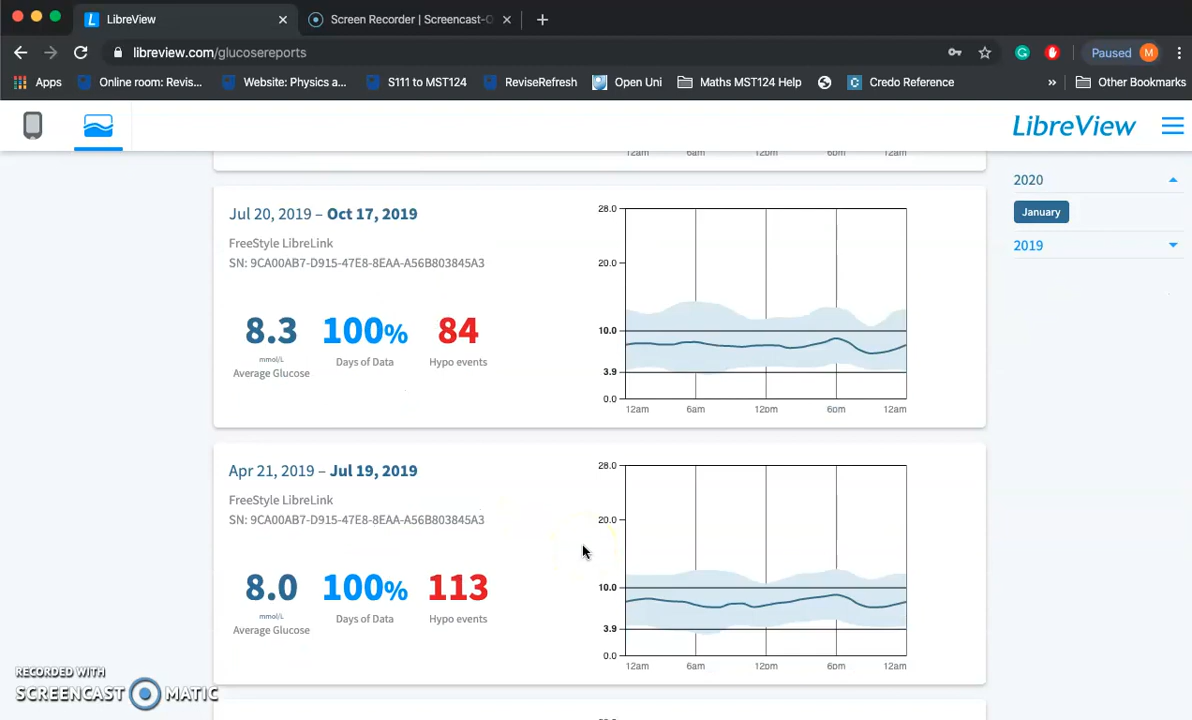 LibreView
Screen Recorder | Screencast-O
libreview.com/glucosereports
Paused
M
Apps
Online room: Revis...
Website: Physics a...
S111 to MST124
ReviseRefresh
Open Uni
Maths MST124 Help
Credo Reference
»
Other Bookmarks
LibreView
12am 6am 12pm 6pm 12am
2020
January
2019
Jul 20, 2019 – Oct 17, 2019
FreeStyle LibreLink
SN: 9CA00AB7-D915-47E8-8EAA-A56B803845A3
8.3 100% 84
mmol/L
Average Glucose
Days of Data
Hypo events
28.0
20.0
10.0
3.9
0.0
12am 6am 12pm 6pm 12am
Apr 21, 2019 – Jul 19, 2019
FreeStyle LibreLink
SN: 9CA00AB7-D915-47E8-8EAA-A56B803845A3
8.0 100% 113
mmol/L
Average Glucose
Days of Data
Hypo events
28.0
20.0
10.0
3.9
0.0
12am 6am 12pm 6pm 12am
RECORDED WITH
SCREENCAST MATIC